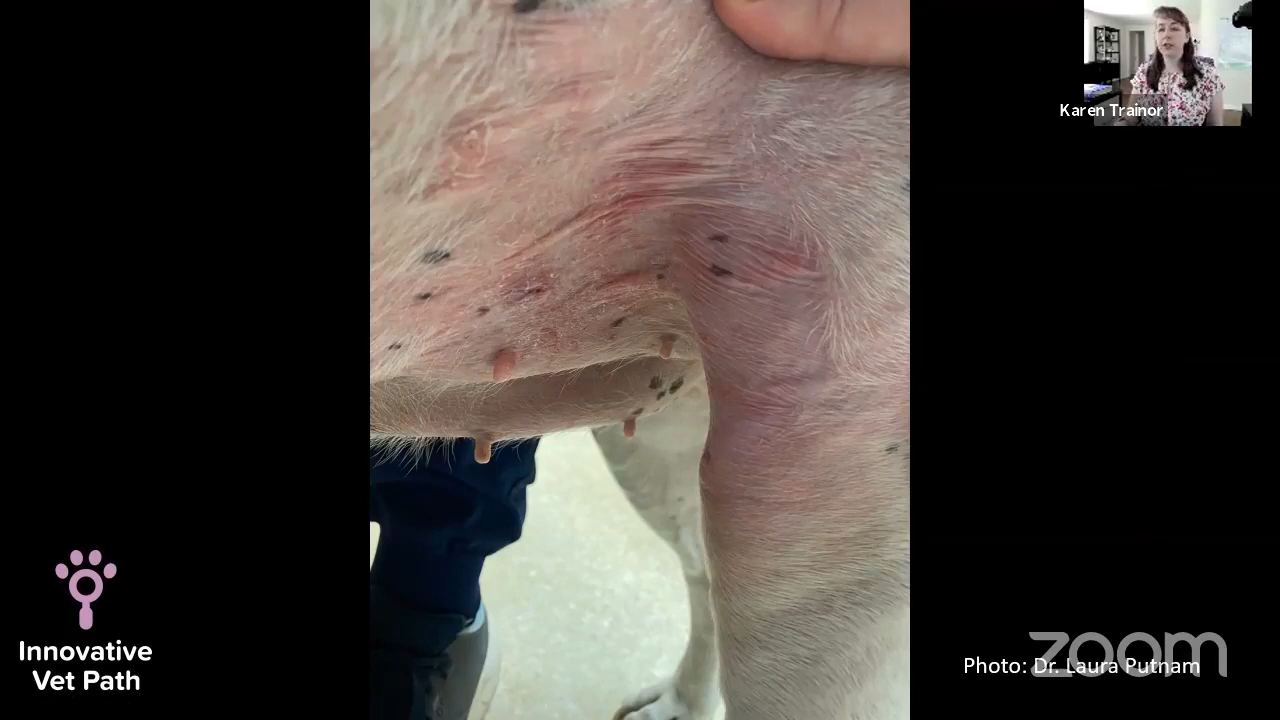 Karen Trainor
Innovative
Vet Path
zoom
Photo: Dr. Laura Putnam